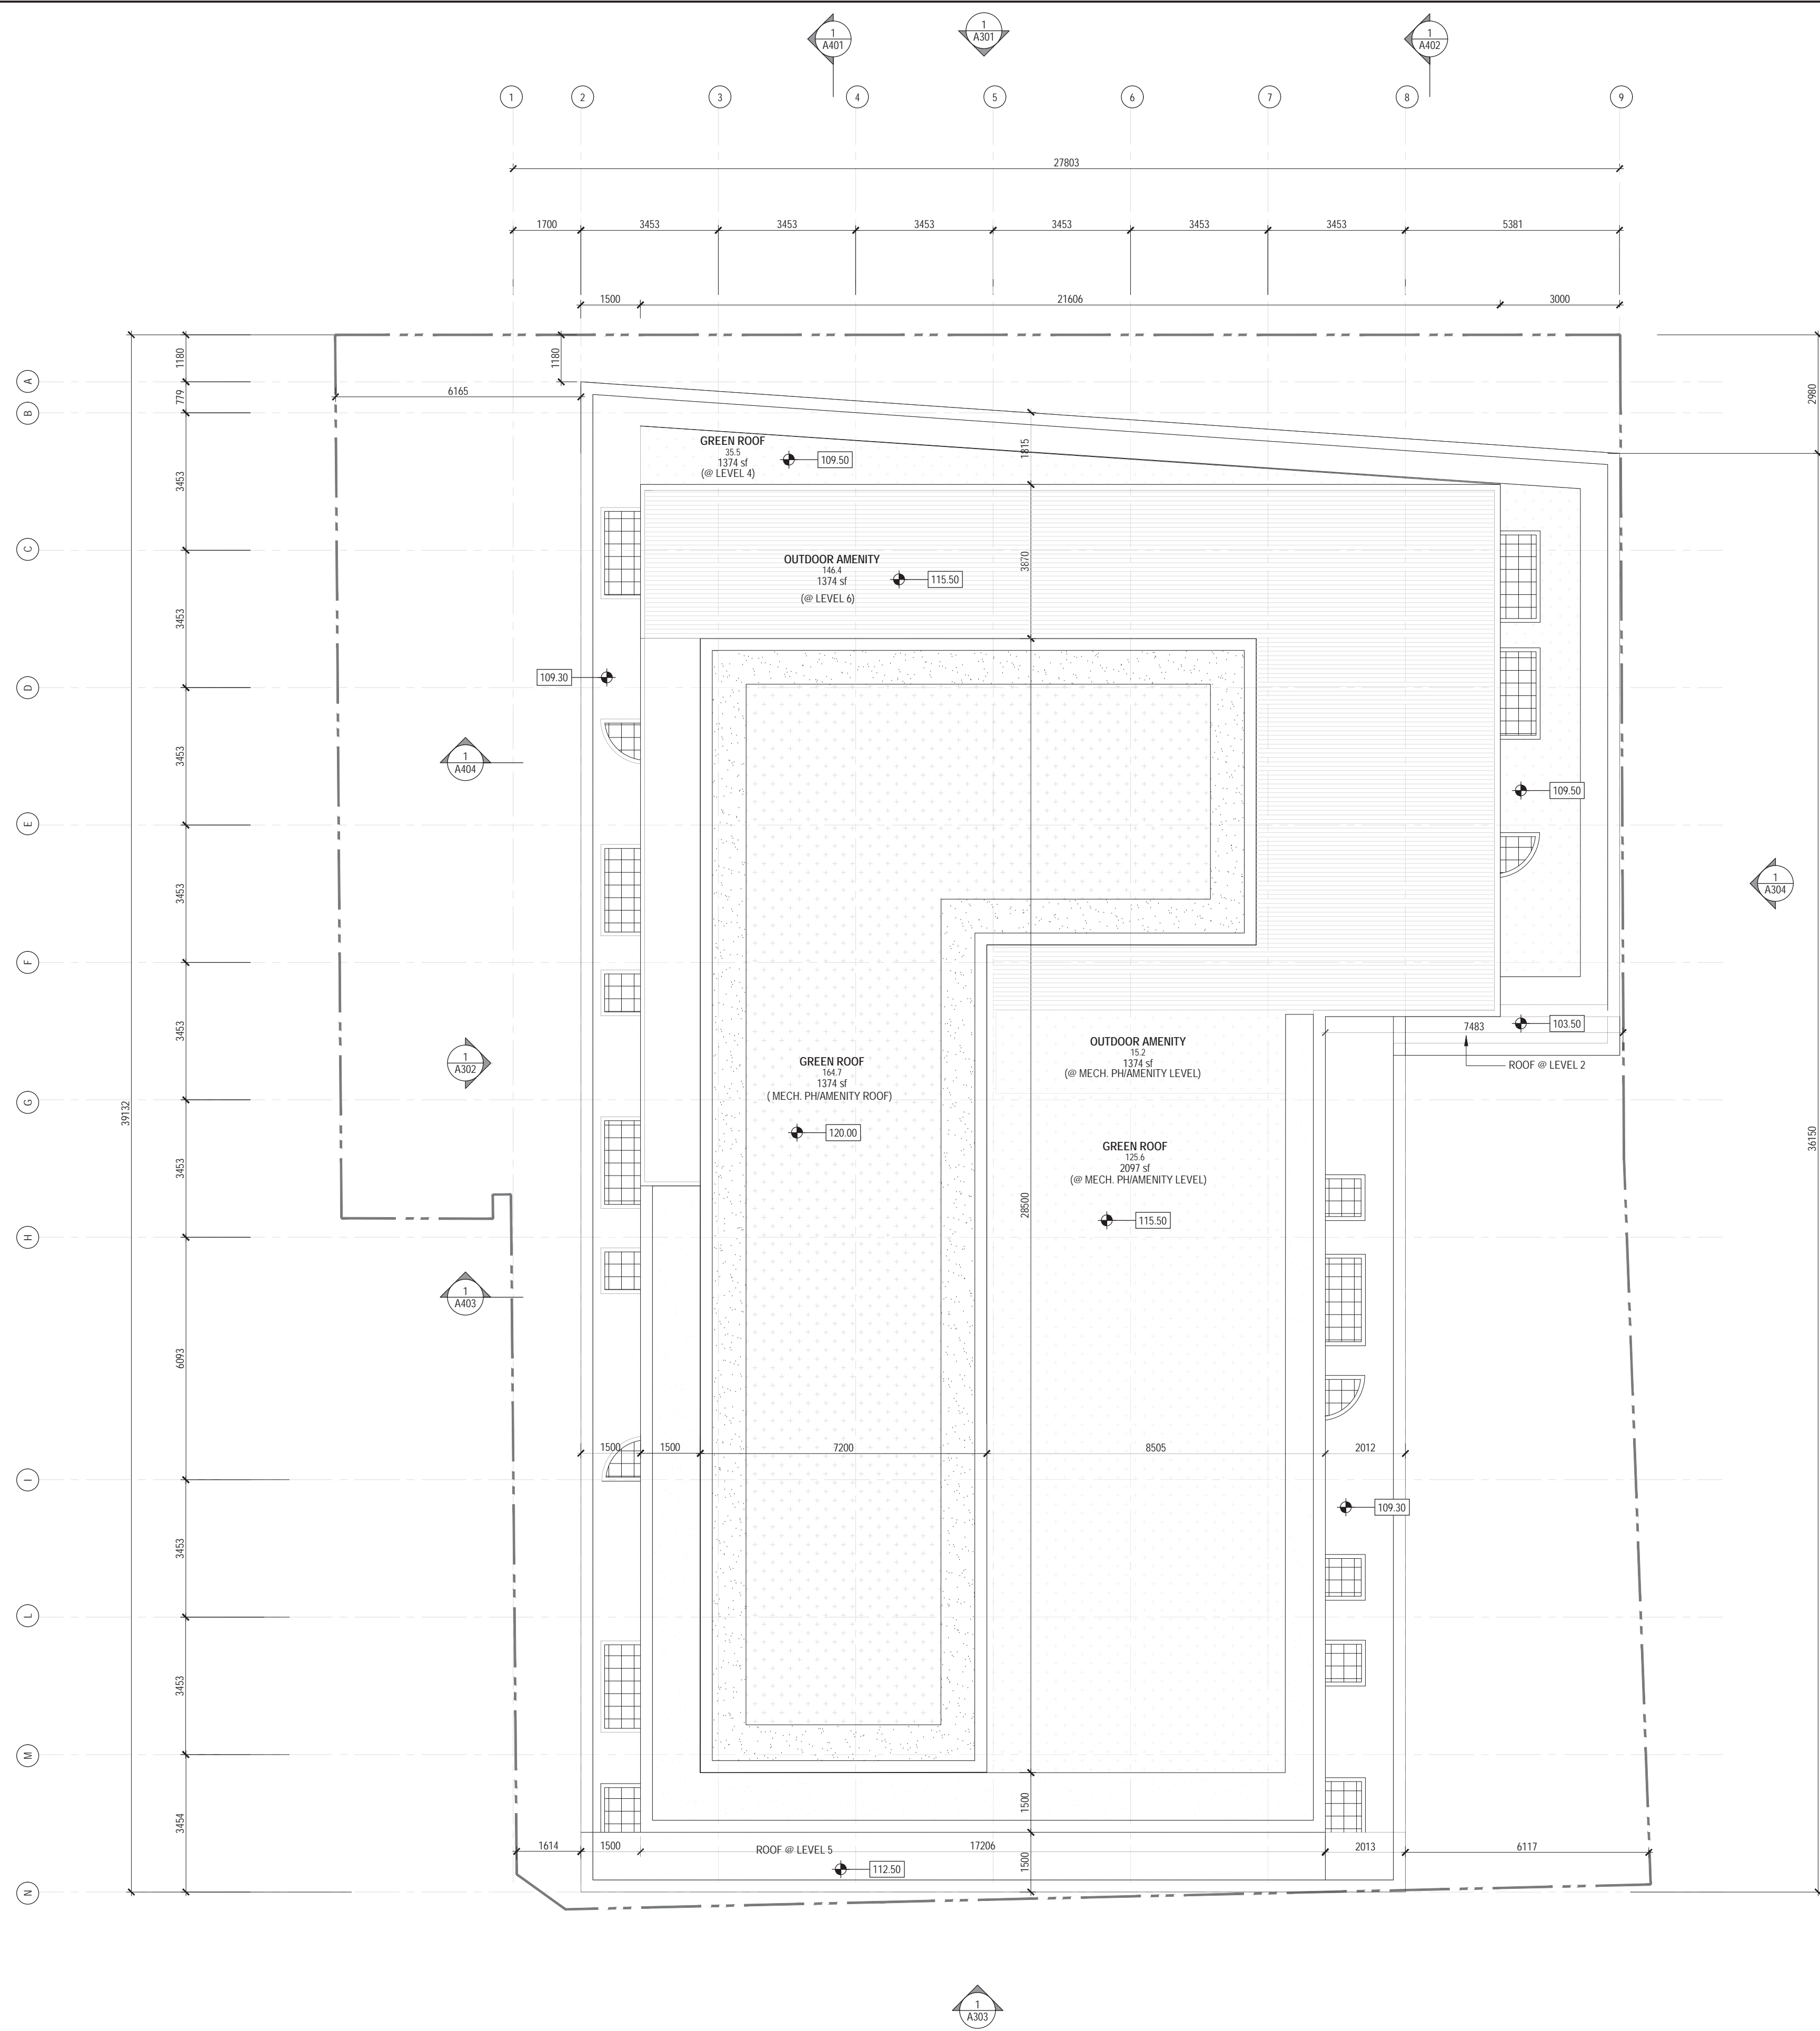 1
A401
1
A301
1
A402
1
2
3
4
5
6
7
8
9
27803
1700
3453
3453
3453
3453
3453
3453
5381
1500
21606
3000
1180
1180
2980
A
779
6165
B
GREEN ROOF
35.5
1374 sf
(@ LEVEL 4)
109.50
1815
3453
C
OUTDOOR AMENITY
146.4
1374 sf
(@ LEVEL 6)
115.50
3870
3453
109.30
D
3453
1
A404
109.50
E
3453
1
A304
F
3453
103.50
7483
ROOF @ LEVEL 2
OUTDOOR AMENITY
15.2
1374 sf
(@ MECH. PH/AMENITY LEVEL)
1
A302
GREEN ROOF
164.7
1374 sf
( MECH. PH/AMENITY ROOF)
120.00
G
39132
36150
3453
GREEN ROOF
125.6
2097 sf
(@ MECH. PH/AMENITY LEVEL)
115.50
28500
H
1
A403
6093
1500
1500
7200
8505
2012
I
109.30
3453
L
3453
M
3454
1500
1614
1500
ROOF @ LEVEL 5
17206
2013
6117
112.50
1500
N
1
A303